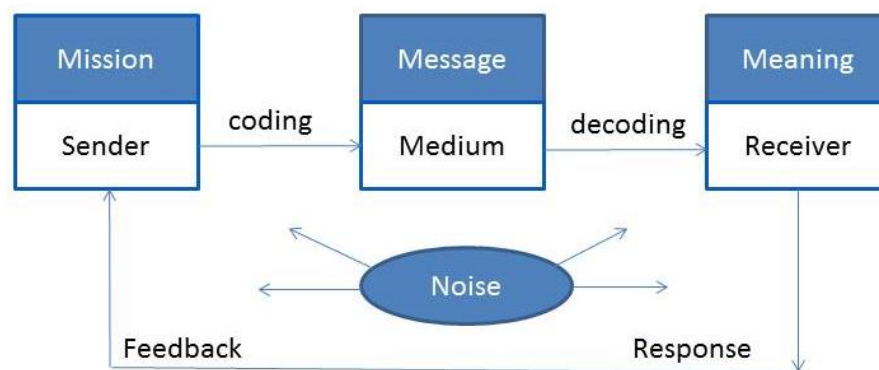 Mission
Message
Meaning
coding
decoding
Sender
Medium
Receiver
Noise
Feedback
Response